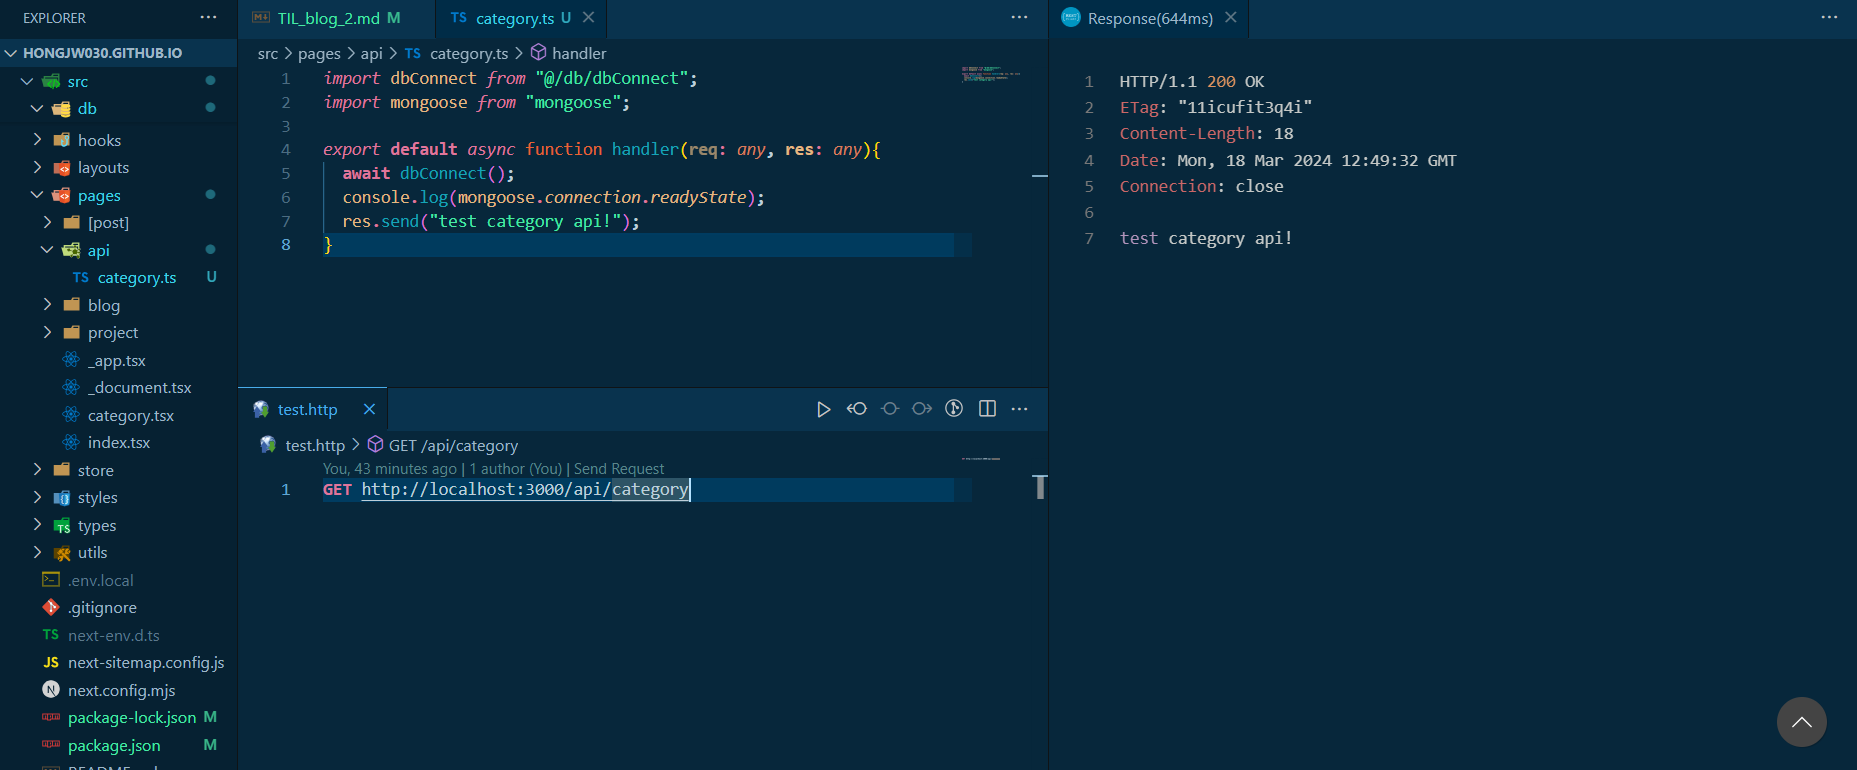 EXPLORER
HONGJW030.GITHUB.IO
src
db
hooks
layouts
pages
[post]
api
TS category.ts U
blog
project
_app.tsx
_document.tsx
category.tsx
index.tsx
store
styles
types
utils
.env.local
.gitignore
TS next-env.d.ts
JS next-sitemap.config.js
next.config.mjs
package-lock.json M
package.json M
TIL_blog_2.md M
TS category.ts U
src > pages > api > TS category.ts > handler
1 import dbConnect from "@/db/dbConnect";
2 import mongoose from "mongoose";
3
4 export default async function handler(req: any, res: any){
5 await dbConnect();
6 console.log(mongoose.connection.readyState);
7 res.send("test category api!");
8 }
test.http
test.http > GET /api/category
You, 43 minutes ago | 1 author (You) | Send Request
1 GET http://localhost:3000/api/category
Response(644ms)
1 HTTP/1.1 200 OK
2 ETag: "11icufit3q4i"
3 Content-Length: 18
4 Date: Mon, 18 Mar 2024 12:49:32 GMT
5 Connection: close
6
7 test category api!